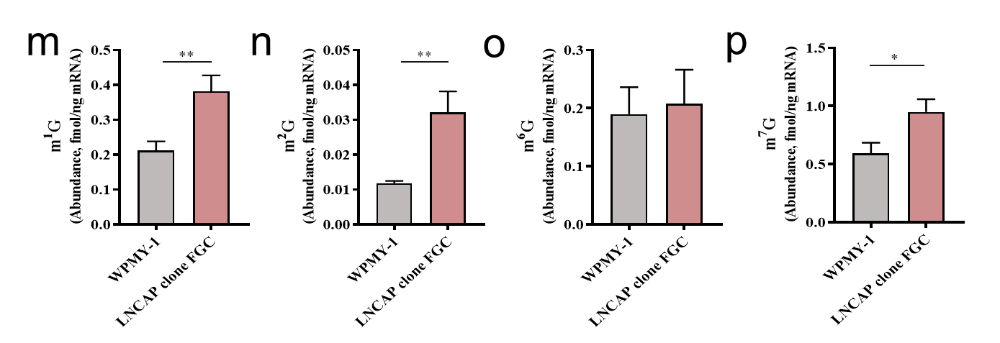 m
m¹G
(Abundance, fmol/ng mRNA)
0.5
0.4
0.3
0.2
0.1
0.0
**
WPMY-1
LNCAP clone FGC
n
m²G
(Abundance, fmol/ng mRNA)
0.05
0.04
0.03
0.02
0.01
0.00
**
WPMY-1
LNCAP clone FGC
o
m⁶G
(Abundance, fmol/ng mRNA)
0.3
0.2
0.1
0.0
WPMY-1
LNCAP clone FGC
p
m⁷G
(Abundance, fmol/ng mRNA)
1.5
1.0
0.5
0.0
*
WPMY-1
LNCAP clone FGC